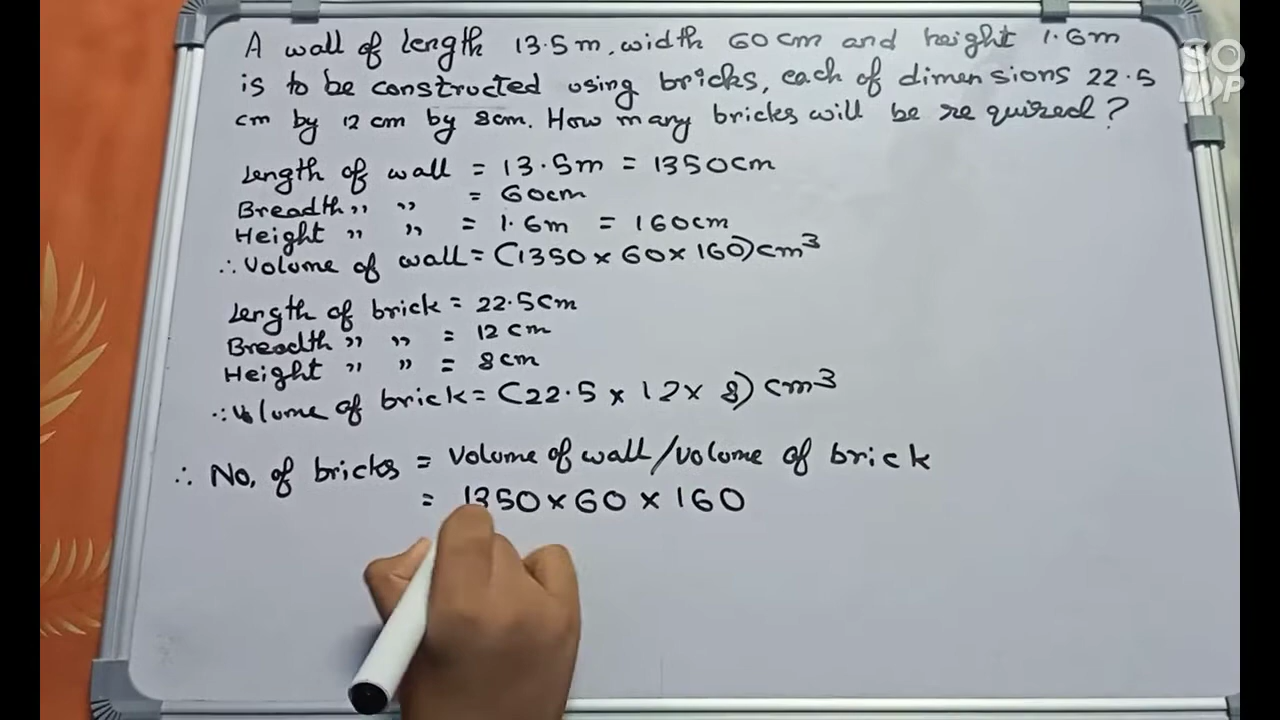 A wall of length 13.5m, width 60cm and height 1.6m
is to be constructed using bricks, each of dimensions 22.5
cm by 12cm by 8cm. How many bricks will be required?
Length of wall = 13.5m = 1350cm
Breadth ,, ,, = 60cm
Height ,, ,, = 1.6m = 160cm
∴ Volume of wall = (1350 × 60 × 160) cm³
Length of brick = 22.5cm
Breadth ,, ,, = 12cm
Height ,, ,, = 8cm
∴ Volume of brick = (22.5 × 12 × 8) cm³
∴ No. of bricks = Volume of wall/volume of brick
= 1350 × 60 × 160